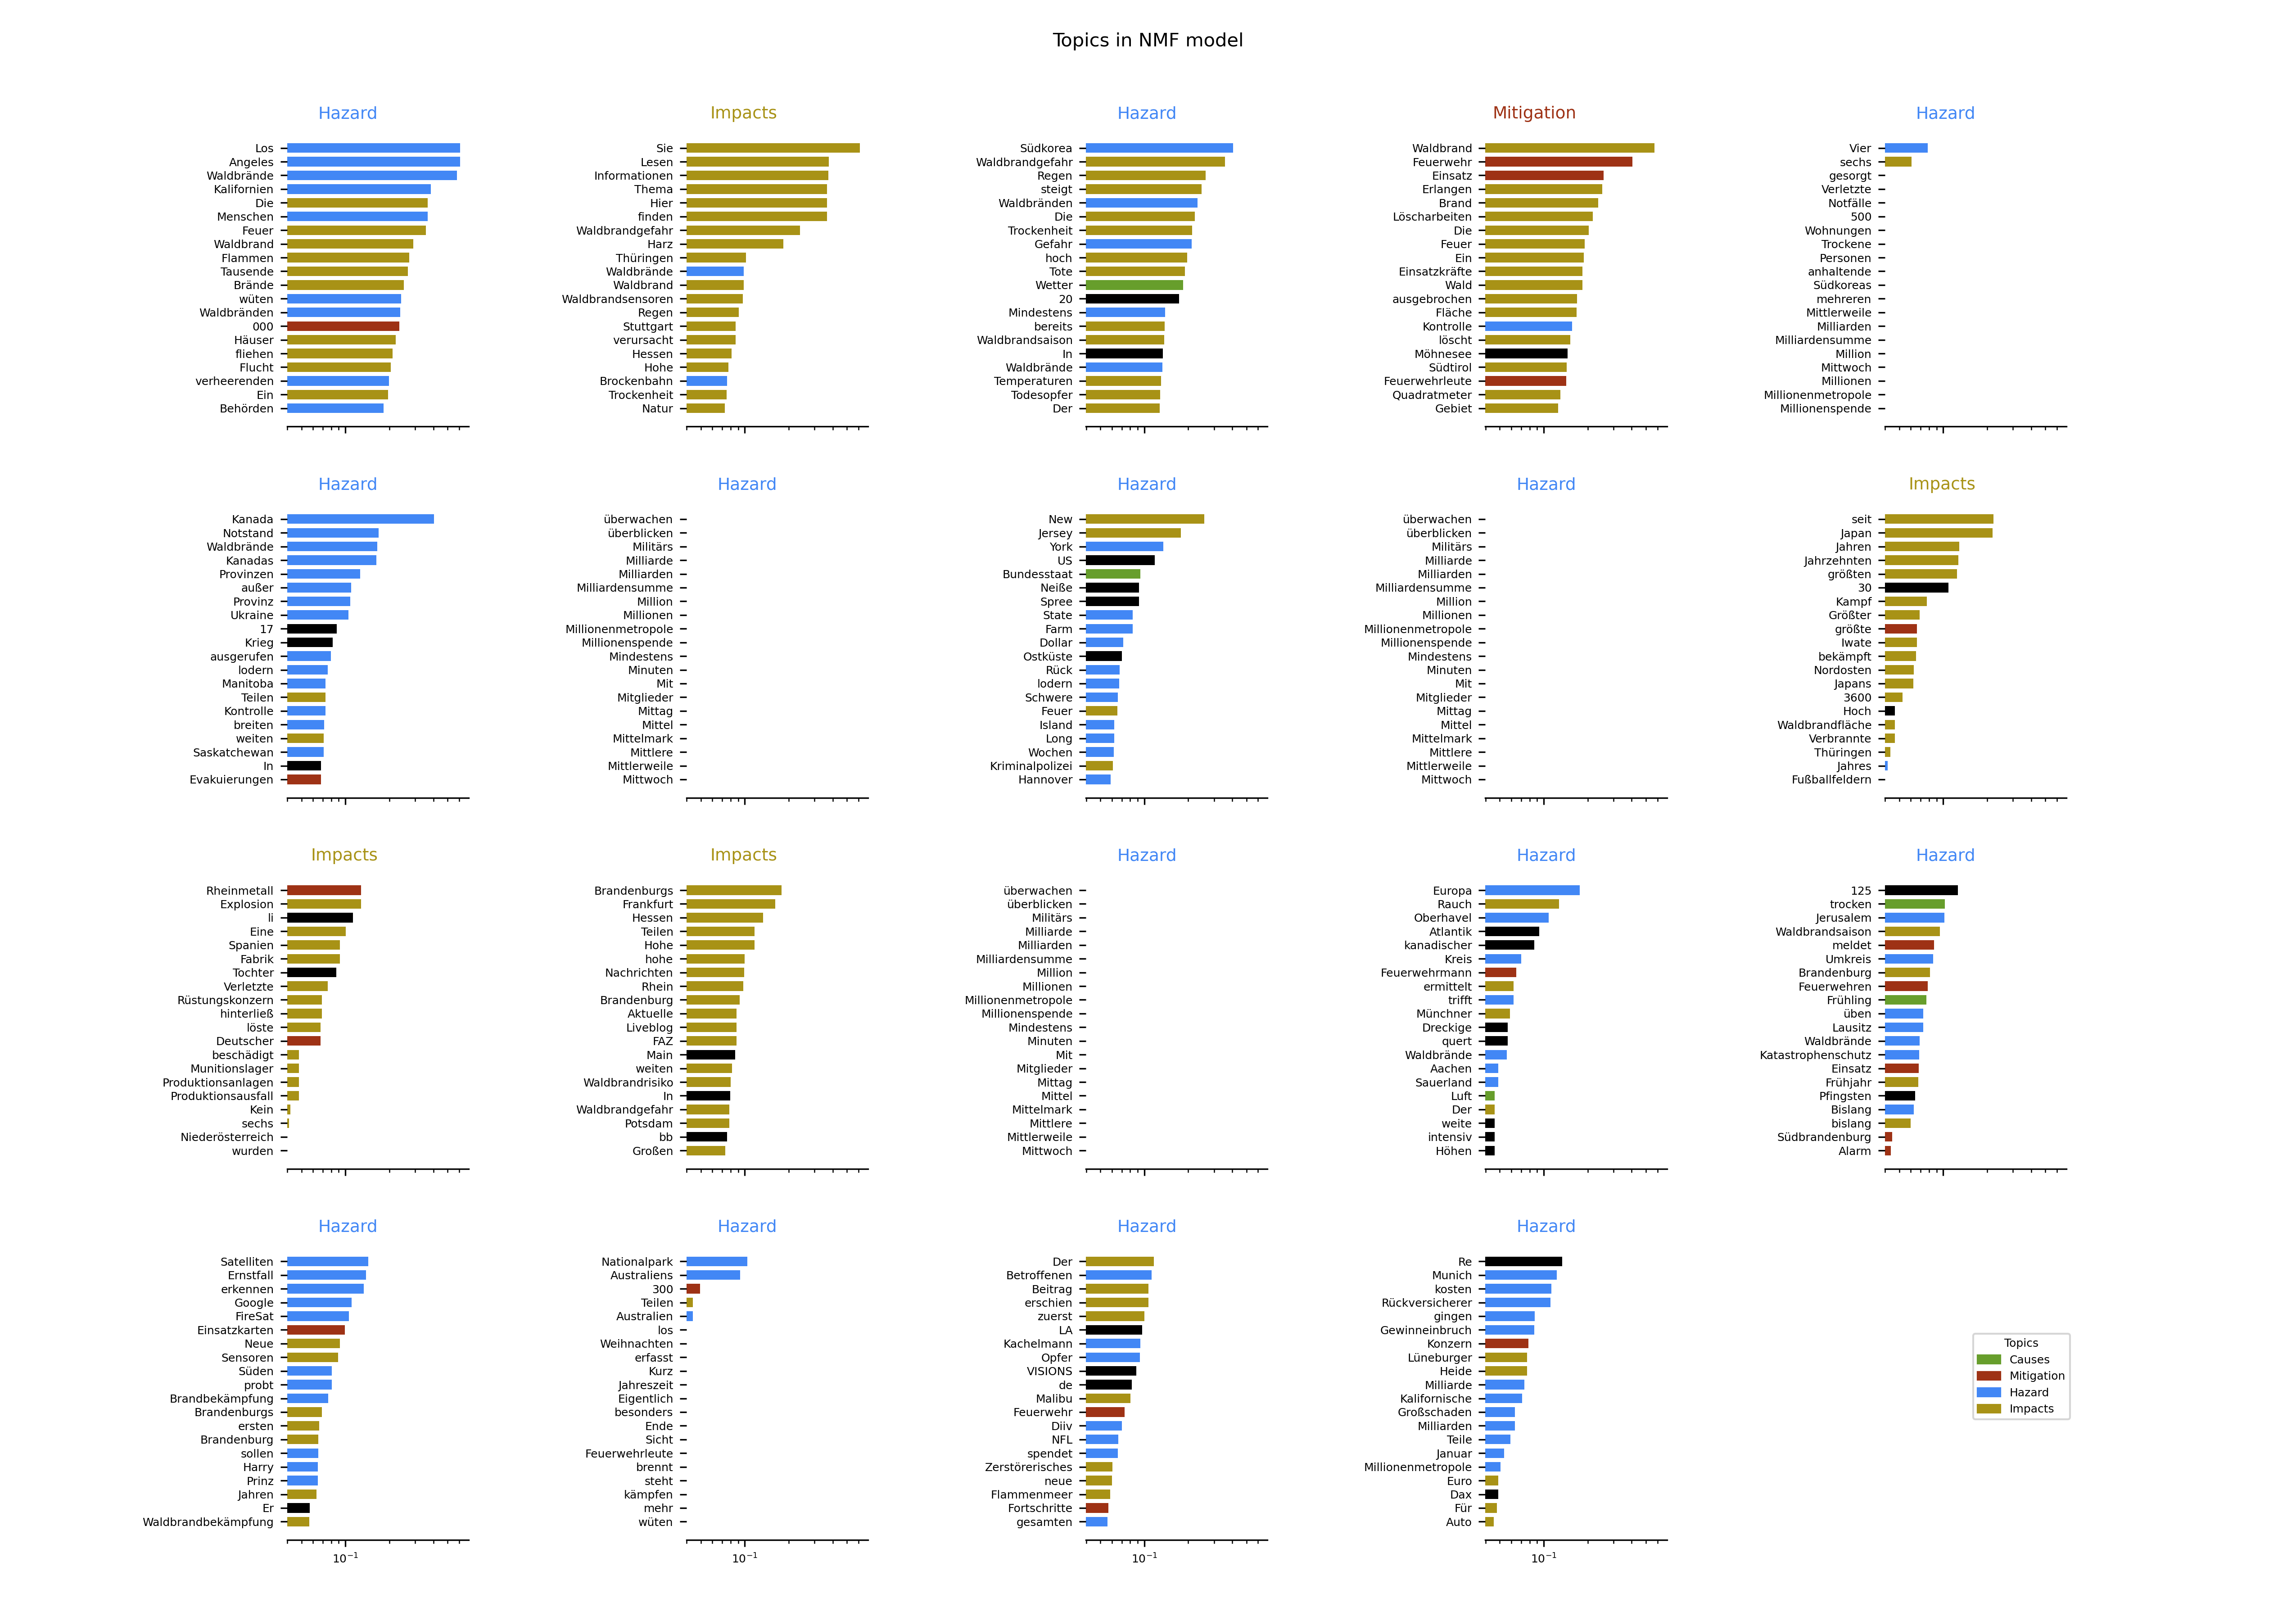 Topics in NMF model
Hazard
Los
Angeles
Waldbrände
Kalifornien
Die
Menschen
Feuer
Waldbrand
Flammen
Tausende
Brände
wüten
Waldbränden
000
Häuser
fliehen
Flucht
verheerenden
Ein
Behörden
Impacts
Sie
Lesen
Informationen
Thema
Hier
finden
Waldbrandgefahr
Harz
Thüringen
Waldbrände
Waldbrand
Waldbrandsensoren
Regen
Stuttgart
verursacht
Hessen
Hohe
Brockenbahn
Trockenheit
Natur
Hazard
Südkorea
Waldbrandgefahr
Regen
steigt
Waldbränden
Die
Trockenheit
Gefahr
hoch
Tote
Wetter
20
Mindestens
bereits
Waldbrandsaison
In
Waldbrände
Temperaturen
Todesopfer
Der
Mitigation
Waldbrand
Feuerwehr
Einsatz
Erlangen
Brand
Löscharbeiten
Die
Feuer
Ein
Einsatzkräfte
Wald
ausgebrochen
Fläche
Kontrolle
löscht
Möhnesee
Südtirol
Feuerwehrleute
Quadratmeter
Gebiet
Hazard
Vier
sechs
gesorgt
Verletzte
Notfälle
500
Wohnungen
Trockene
Personen
anhaltende
Südkoreas
mehreren
Mittlerweile
Milliarden
Milliardensumme
Million
Mittwoch
Millionen
Millionenmetropole
Millionenspende
Hazard
Kanada
Notstand
Waldbrände
Kanadas
Provinzen
außer
Provinz
Ukraine
17
Krieg
ausgerufen
lodern
Manitoba
Teilen
Kontrolle
breiten
weiten
Saskatchewan
In
Evakuierungen
Hazard
überwachen
überblicken
Militärs
Milliarde
Milliarden
Milliardensumme
Million
Millionen
Millionenmetropole
Millionenspende
Mindestens
Minuten
Mit
Mitglieder
Mittag
Mittel
Mittelmark
Mittlere
Mittlerweile
Mittwoch
Hazard
New
Jersey
York
US
Bundesstaat
Neiße
Spree
State
Farm
Dollar
Ostküste
Rück
lodern
Schwere
Feuer
Island
Long
Wochen
Kriminalpolizei
Hannover
Hazard
überwachen
überblicken
Militärs
Milliarde
Milliarden
Milliardensumme
Million
Millionen
Millionenmetropole
Millionenspende
Mindestens
Minuten
Mit
Mitglieder
Mittag
Mittel
Mittelmark
Mittlere
Mittlerweile
Mittwoch
Impacts
seit
Japan
Jahren
Jahrzehnten
größten
30
Kampf
Größter
größte
Iwate
bekämpft
Nordosten
Japans
3600
Hoch
Waldbrandfläche
Verbrannte
Thüringen
Jahres
Fußballfeldern
Impacts
Rheinmetall
Explosion
li
Eine
Spanien
Fabrik
Tochter
Verletzte
Rüstungskonzern
hinterließ
löste
Deutscher
beschädigt
Munitionslager
Produktionsanlagen
Produktionsausfall
Kein
sechs
Niederösterreich
wurden
Impacts
Brandenburgs
Frankfurt
Hessen
Teilen
Hohe
hohe
Nachrichten
Rhein
Brandenburg
Aktuelle
Liveblog
FAZ
Main
weiten
Waldbrandrisiko
In
Waldbrandgefahr
Potsdam
bb
Großen
Hazard
überwachen
überblicken
Militärs
Milliarde
Milliarden
Milliardensumme
Million
Millionen
Millionenmetropole
Millionenspende
Mindestens
Minuten
Mit
Mitglieder
Mittag
Mittel
Mittelmark
Mittlere
Mittlerweile
Mittwoch
Hazard
Europa
Rauch
Oberhavel
Atlantik
kanadischer
Kreis
Feuerwehrmann
ermittelt
trifft
Münchner
Dreckige
quert
Waldbrände
Aachen
Sauerland
Luft
Der
weite
intensiv
Höhen
Hazard
125
trocken
Jerusalem
Waldbrandsaison
meldet
Umkreis
Brandenburg
Feuerwehren
Frühling
üben
Lausitz
Waldbrände
Katastrophenschutz
Einsatz
Frühjahr
Pfingsten
Bislang
bislang
Südbrandenburg
Alarm
Hazard
Satelliten
Ernstfall
erkennen
Google
FireSat
Einsatzkarten
Neue
Sensoren
Süden
probt
Brandbekämpfung
Brandenburgs
ersten
Brandenburg
sollen
Harry
Prinz
Jahren
Er
Waldbrandbekämpfung
10⁻¹
Hazard
Nationalpark
Australiens
300
Teilen
Australien
los
Weihnachten
erfasst
Kurz
Jahreszeit
Eigentlich
besonders
Ende
Sicht
Feuerwehrleute
brennt
steht
kämpfen
mehr
wüten
10⁻¹
Hazard
Der
Betroffenen
Beitrag
erschien
zuerst
LA
Kachelmann
Opfer
VISIONS
de
Malibu
Feuerwehr
Diiv
NFL
spendet
Zerstörerisches
neue
Flammenmeer
Fortschritte
gesamten
10⁻¹
Hazard
Re
Munich
kosten
Rückversicherer
gingen
Gewinneinbruch
Konzern
Lüneburger
Heide
Milliarde
Kalifornische
Großschaden
Milliarden
Teile
Januar
Millionenmetropole
Euro
Dax
Für
Auto
10⁻¹
Topics
Causes
Mitigation
Hazard
Impacts